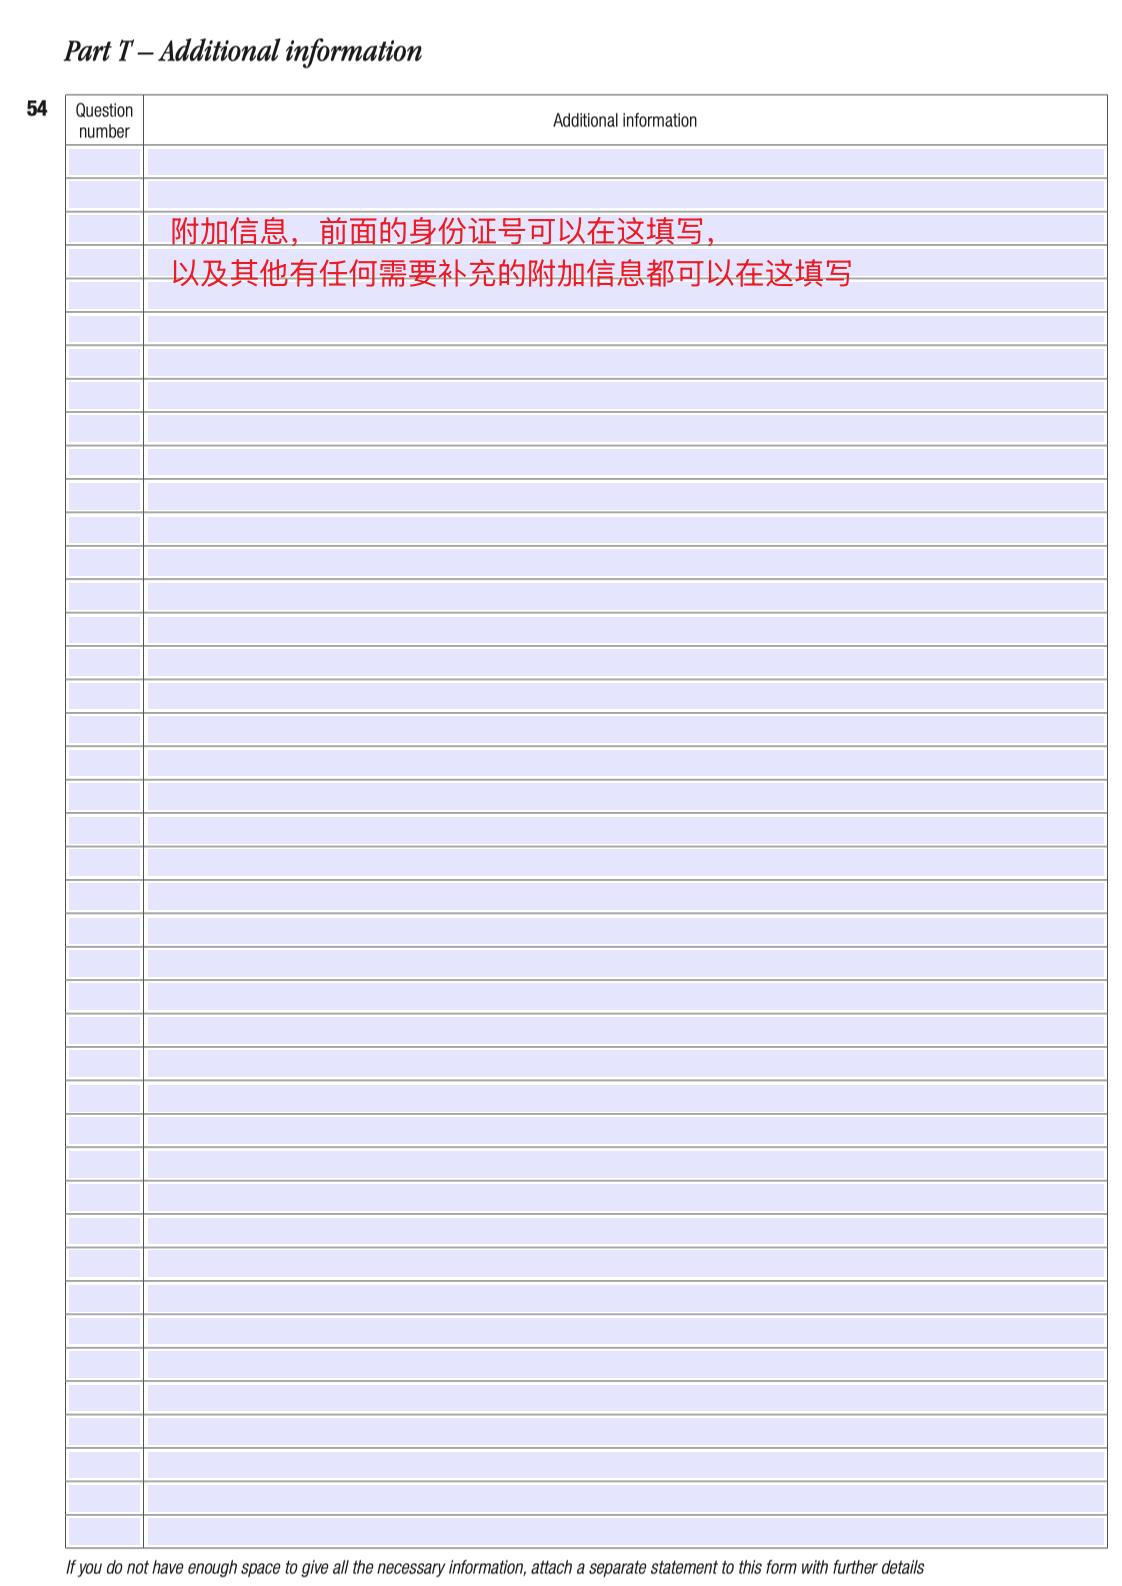 Part T – Additional information
54
Question number
Additional information
附加信息，前面的身份证号可以在这填写，
以及其他有任何需要补充的附加信息都可以在这填写
If you do not have enough space to give all the necessary information, attach a separate statement to this form with further details